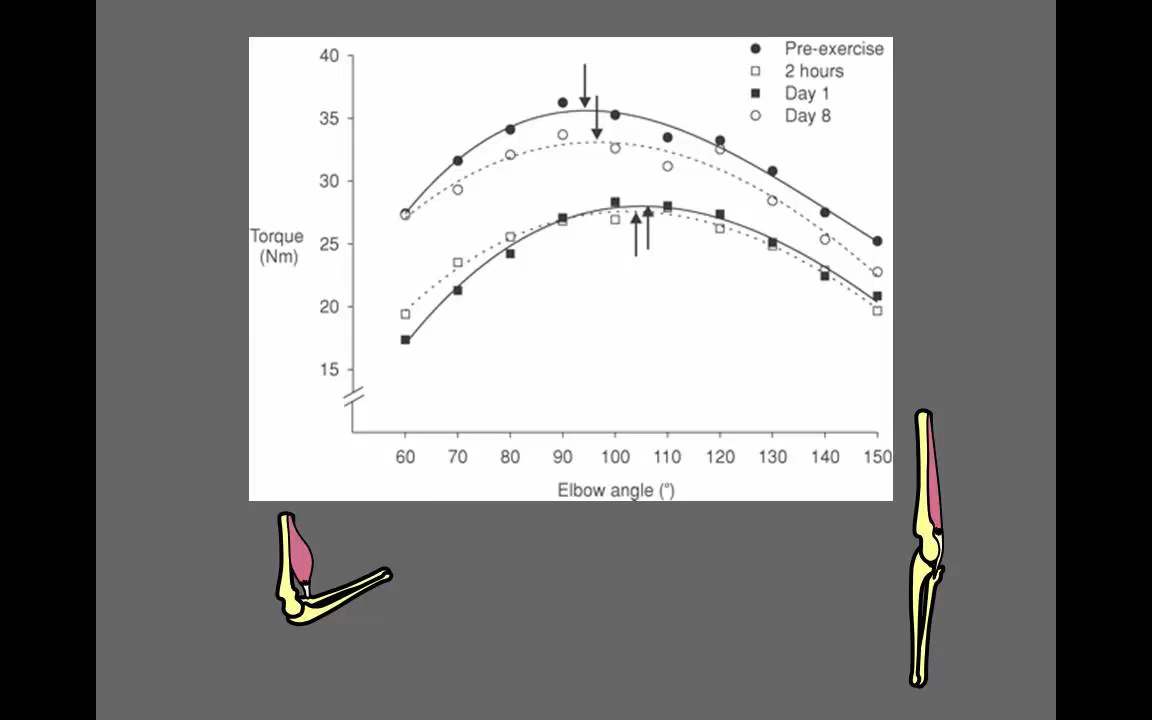 40
Pre-exercise
2 hours
Day 1
Day 8
35
30
Torque
(Nm)
25
20
15
60 70 80 90 100 110 120 130 140 150
Elbow angle (°)